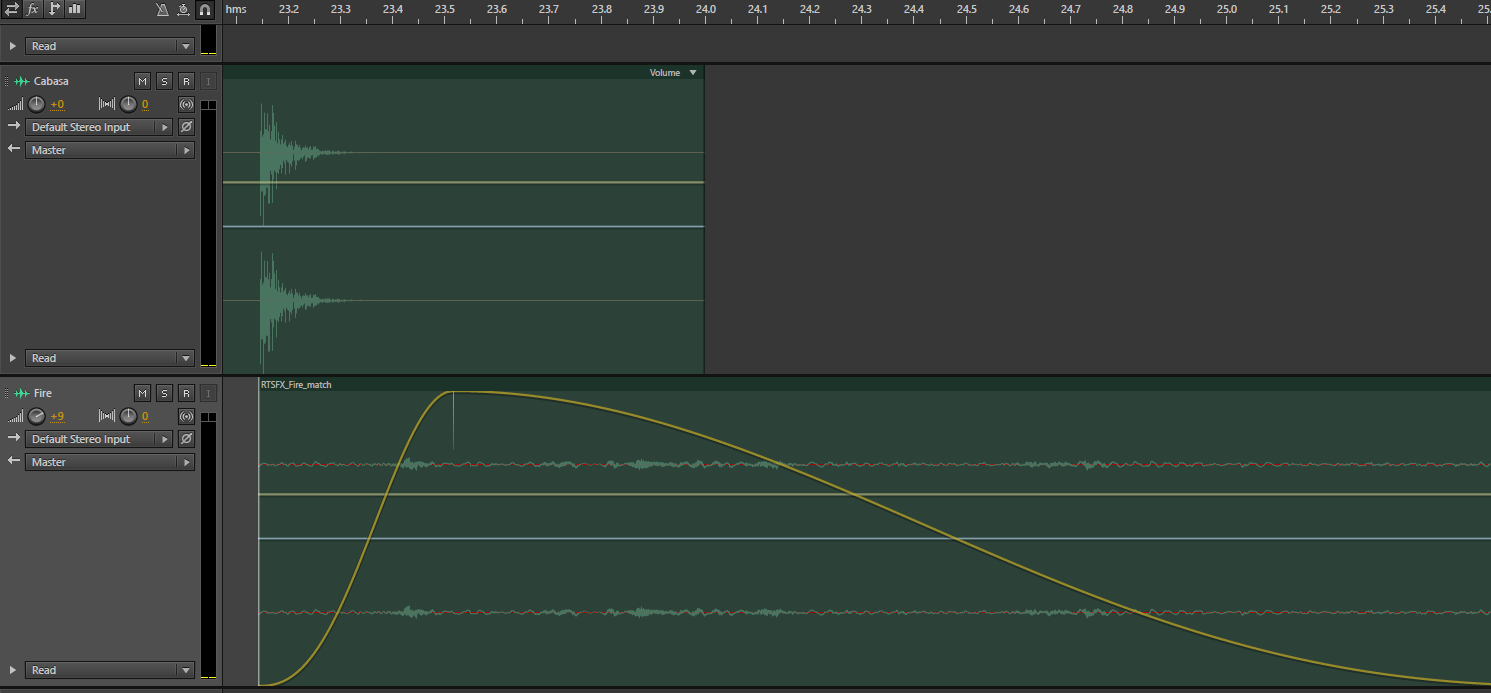 fx
hms 23.2 23.3 23.4 23.5 23.6 23.7 23.8 23.9 24.0 24.1 24.2 24.3 24.4 24.5 24.6 24.7 24.8 24.9 25.0 25.1 25.2 25.3 25.4
Read
Cabasa M S R I
Volume
+0 0
Default Stereo Input
Master
Read
Fire M S R I
RTSFX_Fire_match
+9 0
Default Stereo Input
Master
Read